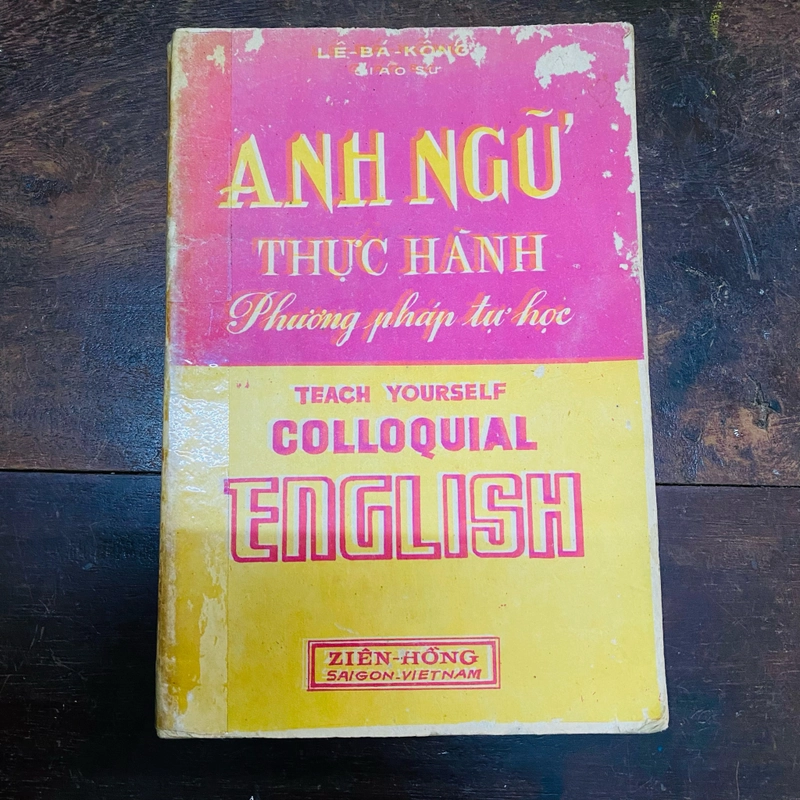 LÊ-BÁ-KÔNG
GIÁO SƯ
ANH NGỮ
THỰC HÀNH
Phương pháp tự học
TEACH YOURSELF
COLLOQUIAL
ENGLISH
ZIÊN-HỒNG
SAIGON-VIETNAM